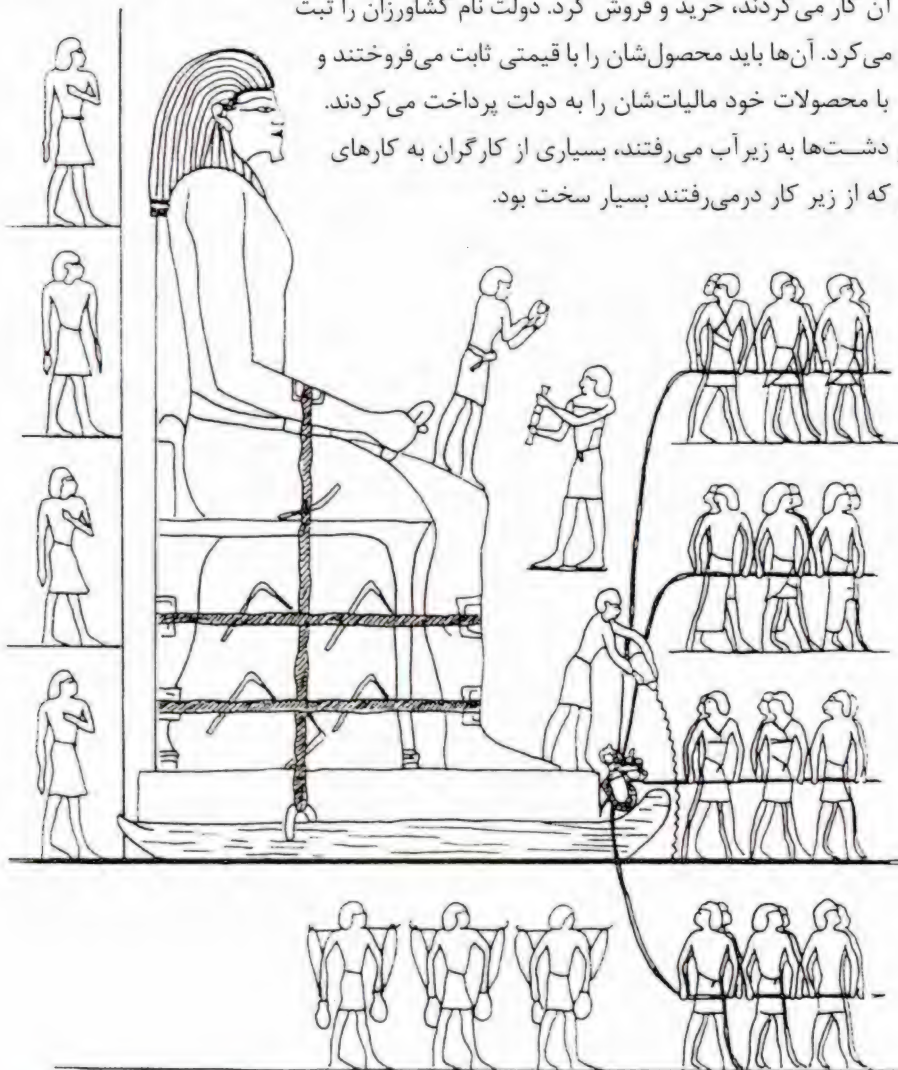 آن کار می‌کردند، خرید و فروش کرد. دولت نام کشاورزان را ثبت
می‌کرد. آن‌ها باید محصول‌شان را با قیمتی ثابت می‌فروختند و
با محصولات خود مالیات‌شان را به دولت پرداخت می‌کردند.
دشت‌ها به زیر آب می‌رفتند، بسیاری از کارگران به کارهای
که از زیر کار درمی‌رفتند بسیار سخت بود.